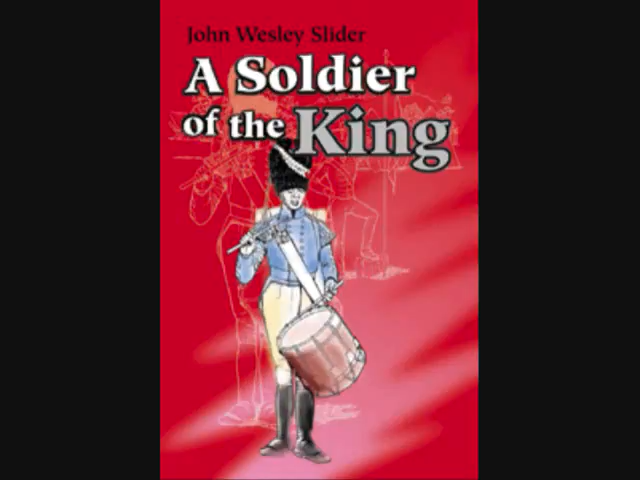 John Wesley Slider
A Soldier
of the King